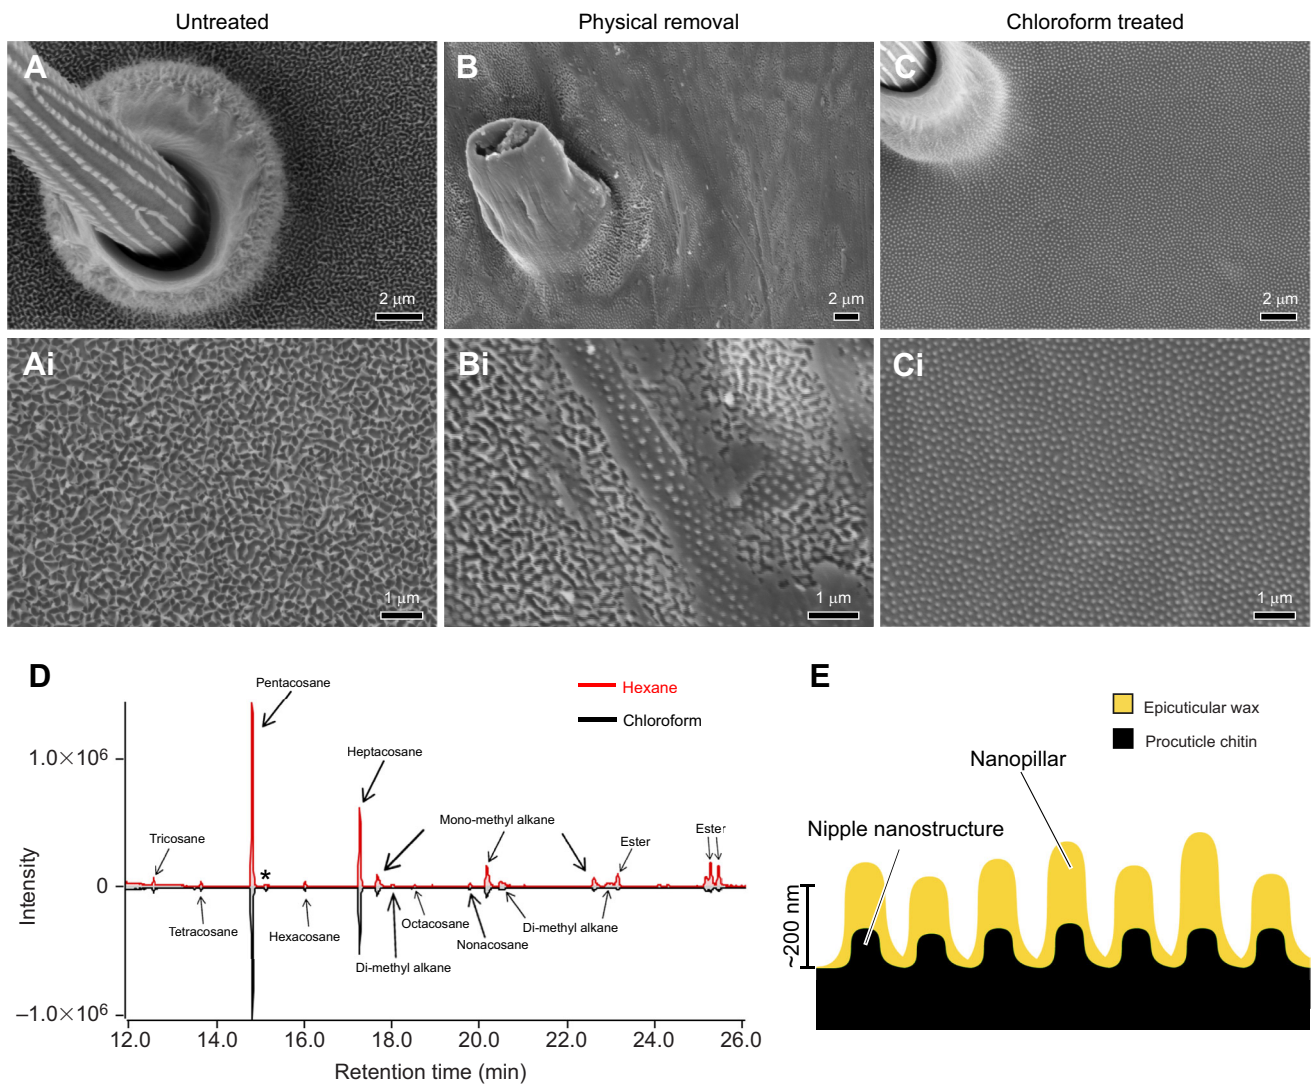 Untreated
Physical removal
Chloroform treated
A
2 μm
B
2 μm
C
2 μm
Ai
1 μm
Bi
1 μm
Ci
1 μm
D
Hexane
Chloroform
Pentacosane
Heptacosane
Mono-methyl alkane
Tricosane
Ester
Ester
*
Tetracosane
Hexacosane
Octacosane
Di-methyl alkane
Nonacosane
Di-methyl alkane
Intensity
1.0×10⁶
0
–1.0×10⁶
12.0 14.0 16.0 18.0 20.0 22.0 24.0 26.0
Retention time (min)
E
Epicuticular wax
Procuticle chitin
Nanopillar
Nipple nanostructure
~200 nm